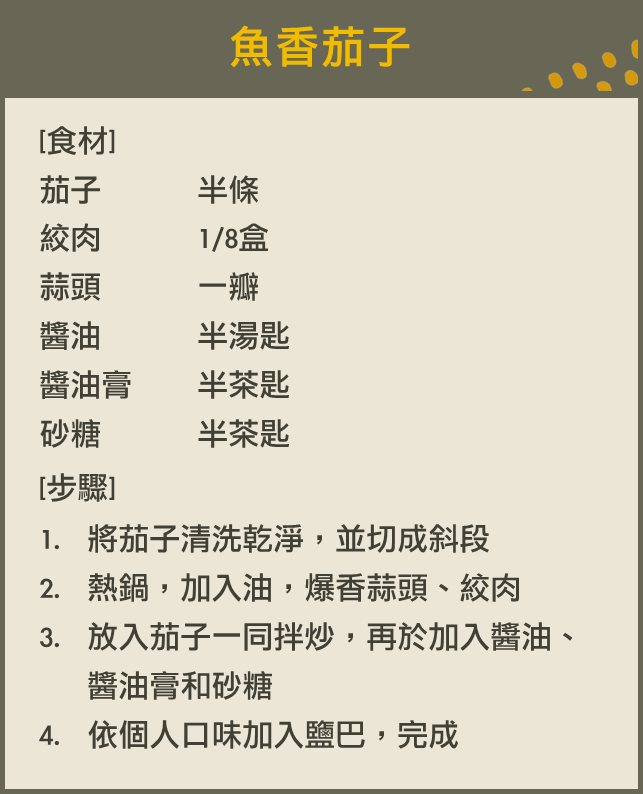 魚香茄子
[食材]
茄子 半條
絞肉 1/8盒
蒜頭 一瓣
醬油 半湯匙
醬油膏 半茶匙
砂糖 半茶匙
[步驟]
1. 將茄子清洗乾淨，並切成斜段
2. 熱鍋，加入油，爆香蒜頭、絞肉
3. 放入茄子一同拌炒，再於加入醬油、
醬油膏和砂糖
4. 依個人口味加入鹽巴，完成